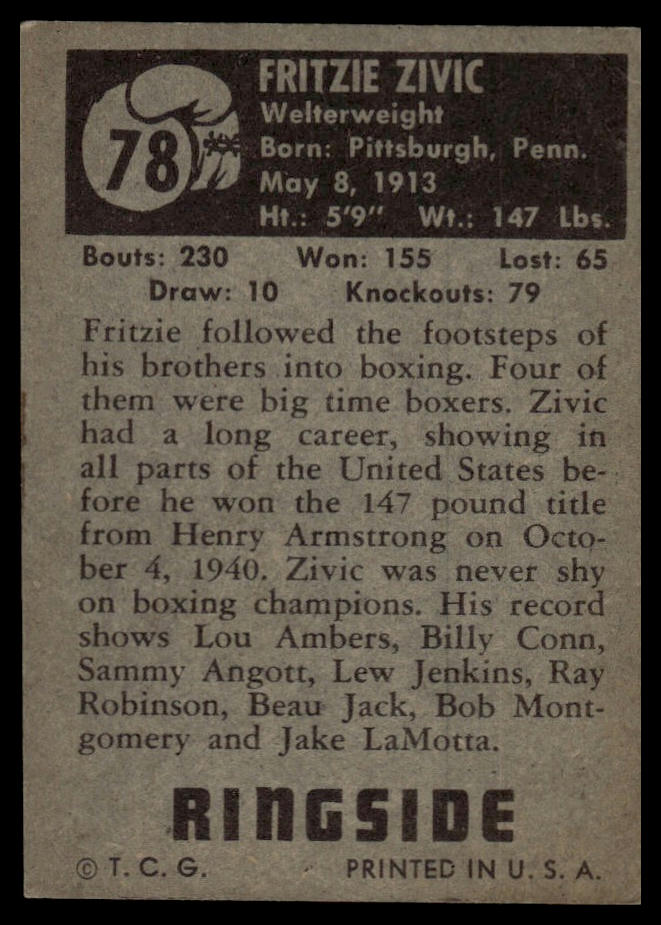 78
FRITZIE ZIVIC
Welterweight
Born: Pittsburgh, Penn.
May 8, 1913
Ht.: 5'9" Wt.: 147 Lbs.
Bouts: 230 Won: 155 Lost: 65
Draw: 10 Knockouts: 79
Fritzie followed the footsteps of
his brothers into boxing. Four of
them were big time boxers. Zivic
had a long career, showing in
all parts of the United States be-
fore he won the 147 pound title
from Henry Armstrong on Octo-
ber 4, 1940. Zivic was never shy
on boxing champions. His record
shows Lou Ambers, Billy Conn,
Sammy Angott, Lew Jenkins, Ray
Robinson, Beau Jack, Bob Mont-
gomery and Jake LaMotta.
RINGSIDE
© T. C. G. PRINTED IN U. S. A.